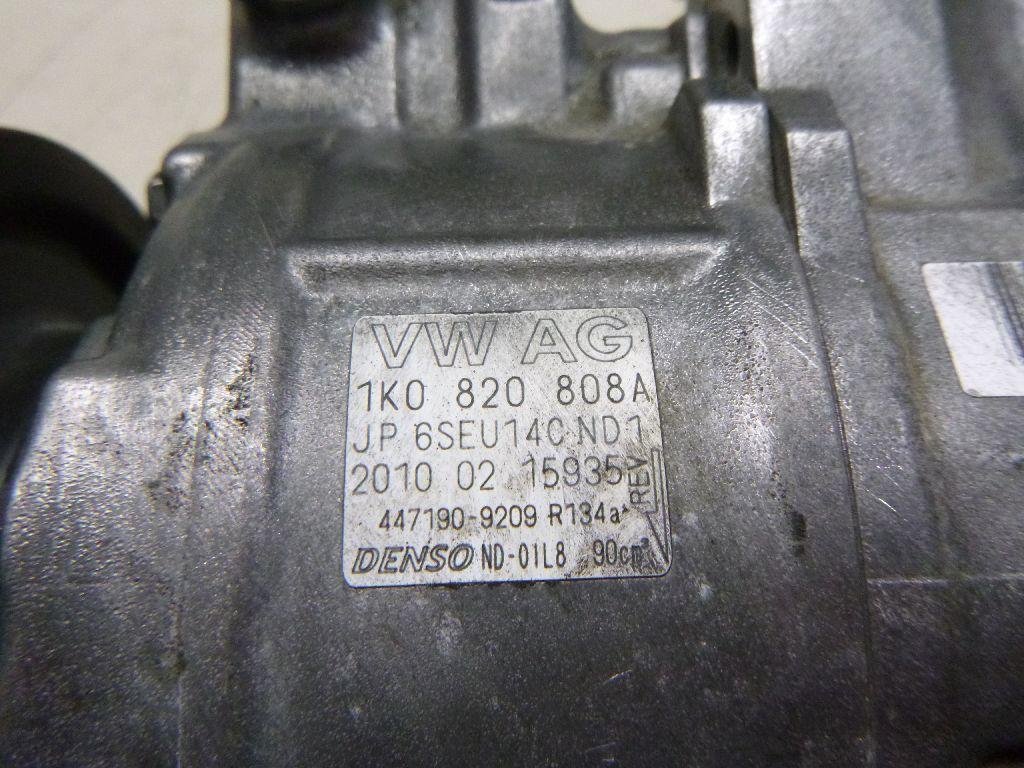 VW AG
1K0 820 808A
JP 6SEU14C ND1
2010 02 15935
REV
447190-9209 R134a
DENSO ND-OIL8 90cm³